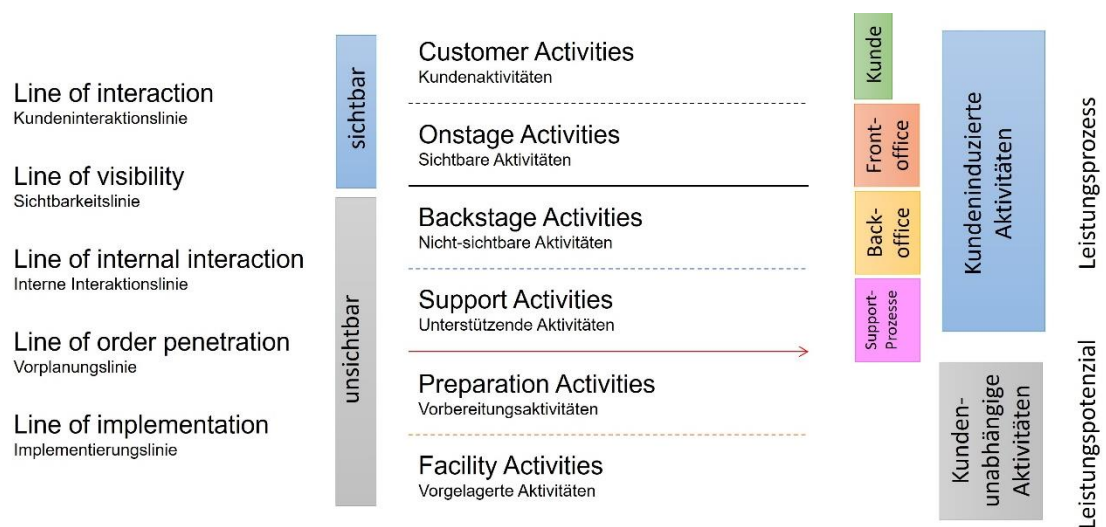 Line of interaction
Kundeninteraktionslinie
Line of visibility
Sichtbarkeitslinie
Line of internal interaction
Interne Interaktionslinie
Line of order penetration
Vorplanungslinie
Line of implementation
Implementierungslinie
sichtbar
unsichtbar
Customer Activities
Kundenaktivitäten
Onstage Activities
Sichtbare Aktivitäten
Backstage Activities
Nicht-sichtbare Aktivitäten
Support Activities
Unterstützende Aktivitäten
Preparation Activities
Vorbereitungsaktivitäten
Facility Activities
Vorgelagerte Aktivitäten
Kunde
Front-
office
Back-
office
Support-
Prozesse
Kundeninduzierte
Aktivitäten
Kunden-
unabhängige
Aktivitäten
Leistungsprozess
Leistungspotenzial